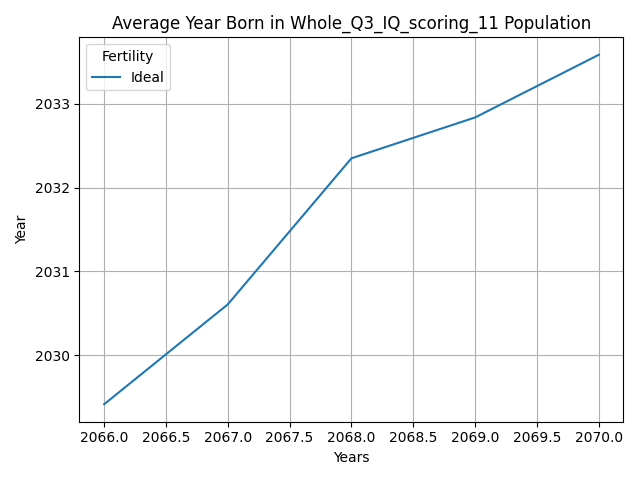 Average Year Born in Whole_Q3_IQ_scoring_11 Population
Fertility
Ideal
2033
2032
2031
2030
Year
2066.0 2066.5 2067.0 2067.5 2068.0 2068.5 2069.0 2069.5 2070.0
Years